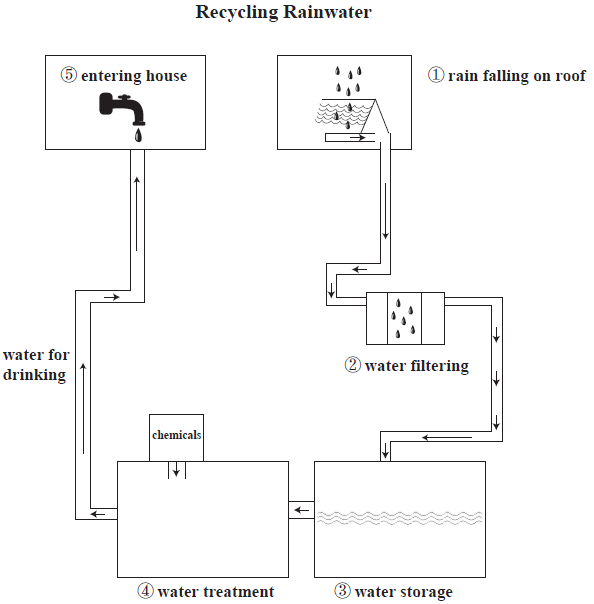 Recycling Rainwater
① rain falling on roof
② water filtering
③ water storage
④ water treatment
chemicals
water for
drinking
⑤ entering house